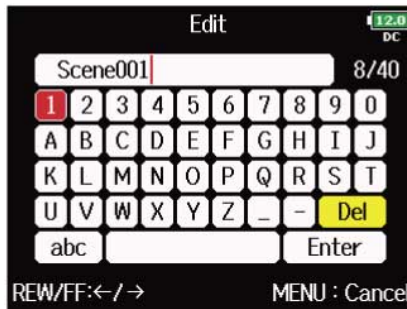 Edit 12.0
DC
Scene001 8/40
1 2 3 4 5 6 7 8 9 0
A B C D E F G H I J
K L M N O P Q R S T
U V W X Y Z _ - Del
abc Enter
REW/FF:←/→ MENU : Cancel